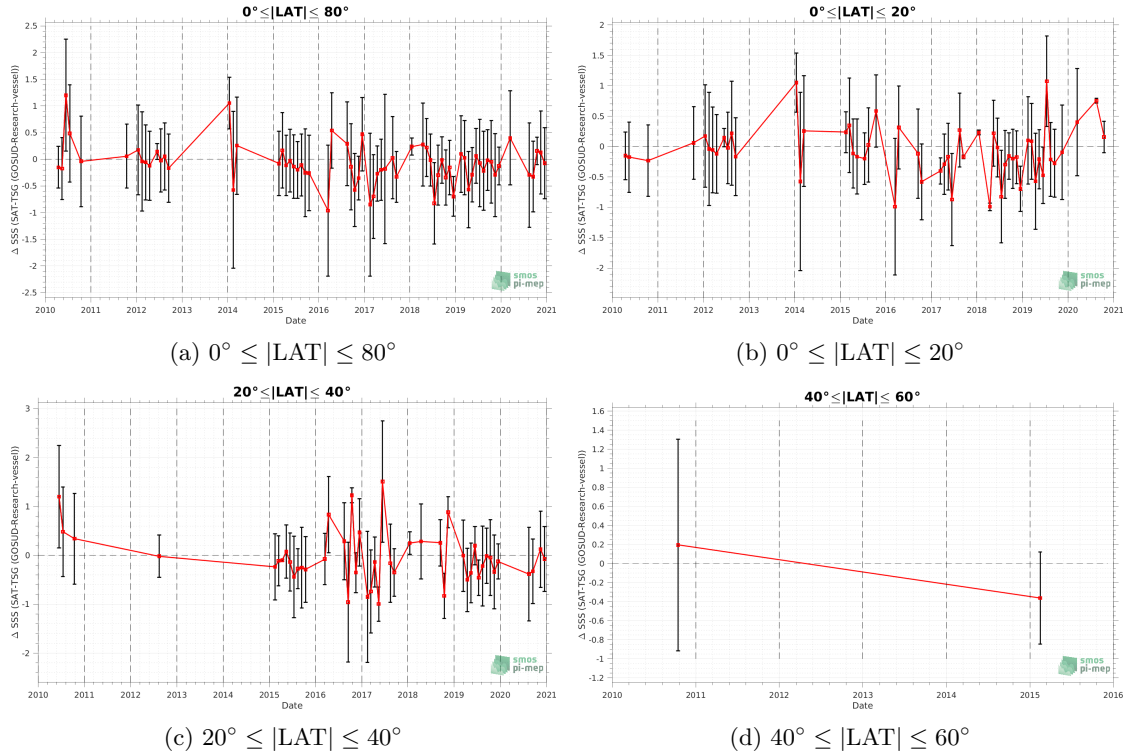 0°≤|LAT|≤ 80°
Δ SSS (SAT-TSG (GOSUD-Research-vessel))
2.5
2
1.5
1
0.5
0
-0.5
-1
-1.5
-2
-2.5
2010 2011 2012 2013 2014 2015 2016 2017 2018 2019 2020 2021
Date
smos
pi-mep
(a) 0° ≤ |LAT| ≤ 80°
0°≤|LAT|≤ 20°
Δ SSS (SAT-TSG (GOSUD-Research-vessel))
2
1.5
1
0.5
0
-0.5
-1
-1.5
-2
2010 2011 2012 2013 2014 2015 2016 2017 2018 2019 2020 2021
Date
smos
pi-mep
(b) 0° ≤ |LAT| ≤ 20°
20°≤|LAT|≤ 40°
Δ SSS (SAT-TSG (GOSUD-Research-vessel))
3
2
1
0
-1
-2
2010 2011 2012 2013 2014 2015 2016 2017 2018 2019 2020 2021
Date
smos
pi-mep
(c) 20° ≤ |LAT| ≤ 40°
40°≤|LAT|≤ 60°
Δ SSS (SAT-TSG (GOSUD-Research-vessel))
1.6
1.4
1.2
1
0.8
0.6
0.4
0.2
0
-0.2
-0.4
-0.6
-0.8
-1
-1.2
2010 2011 2012 2013 2014 2015 2016
Date
smos
pi-mep
(d) 40° ≤ |LAT| ≤ 60°